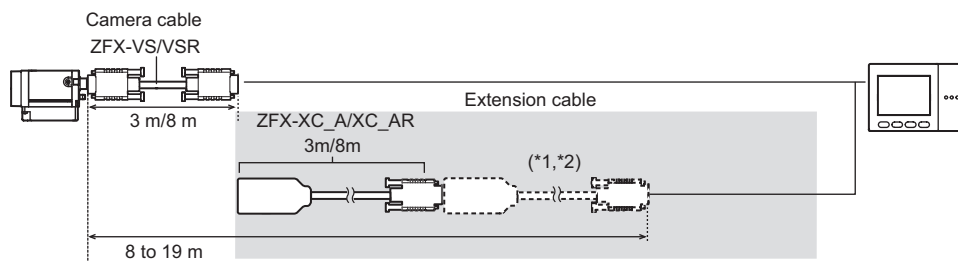 Camera cable
ZFX-VS/VSR
3 m/8 m
Extension cable
ZFX-XC_A/XC_AR
3m/8m
(*1,*2)
8 to 19 m